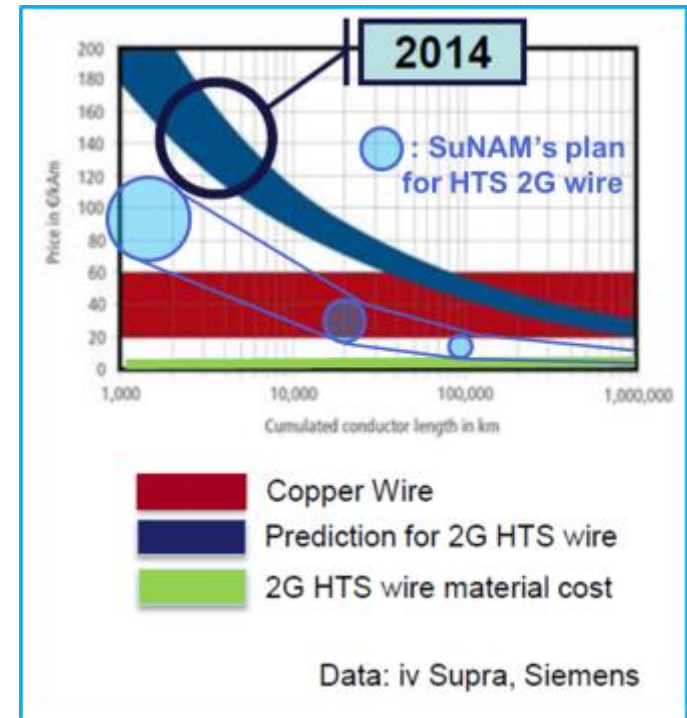 2014
: SuNAM's plan
for HTS 2G wire
Price in €/kAm
200
180
160
140
120
100
80
60
40
20
0
1,000
10,000
100,000
1,000,000
Cumulated conductor length in km
Copper Wire
Prediction for 2G HTS wire
2G HTS wire material cost
Data: iv Supra, Siemens